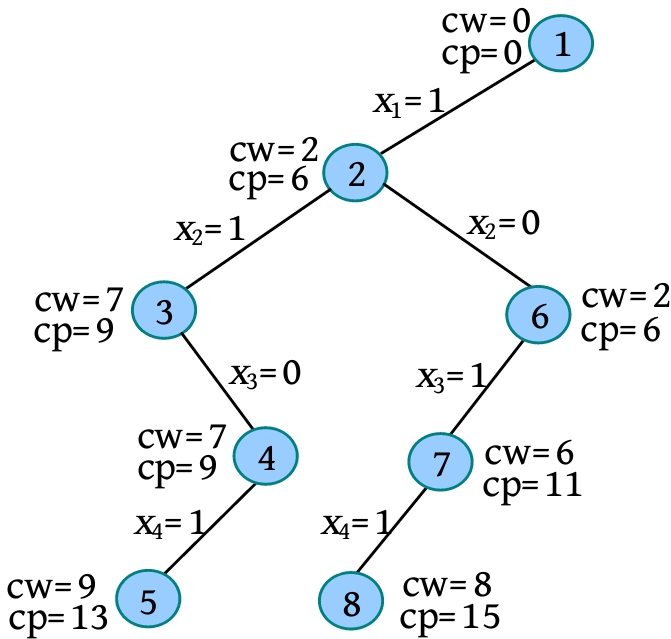 cw=0
cp=0
1
x₁=1
cw=2
cp=6
2
x₂=1
x₂=0
cw=7
cp=9
3
6
cw=2
cp=6
x₃=0
x₃=1
cw=7
cp=9
4
7
cw=6
cp=11
x₄=1
x₄=1
cw=9
cp=13
5
8
cw=8
cp=15